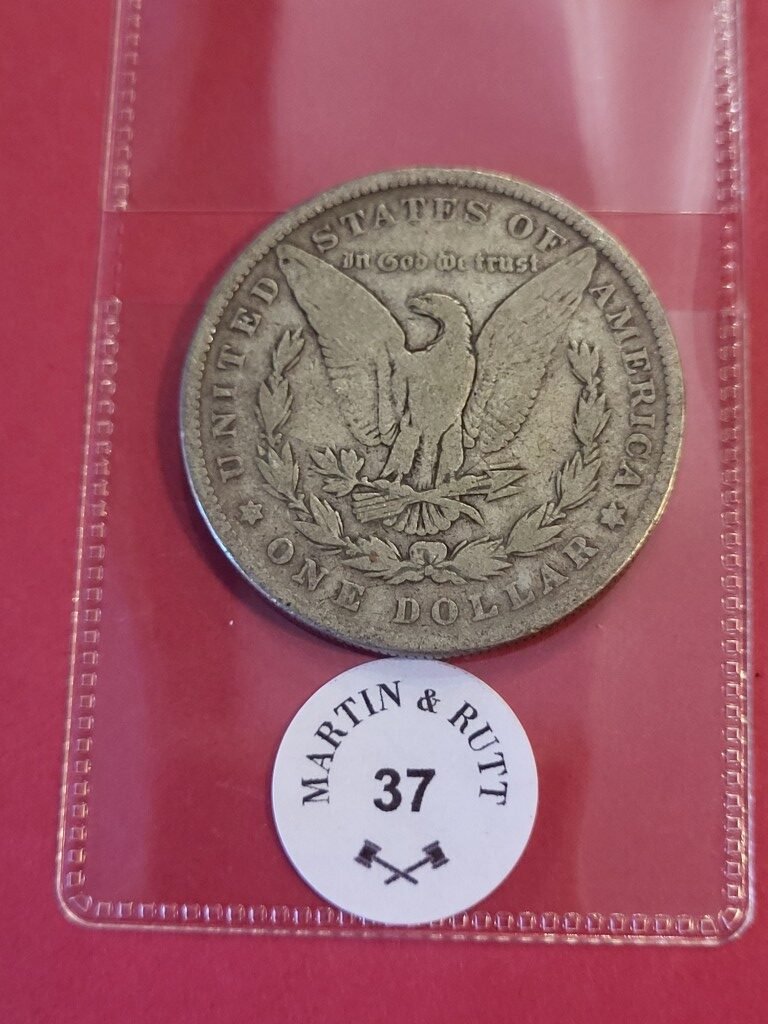 UNITED STATES OF AMERICA
In God we trust
ONE DOLLAR
MARTIN & RUTT
37